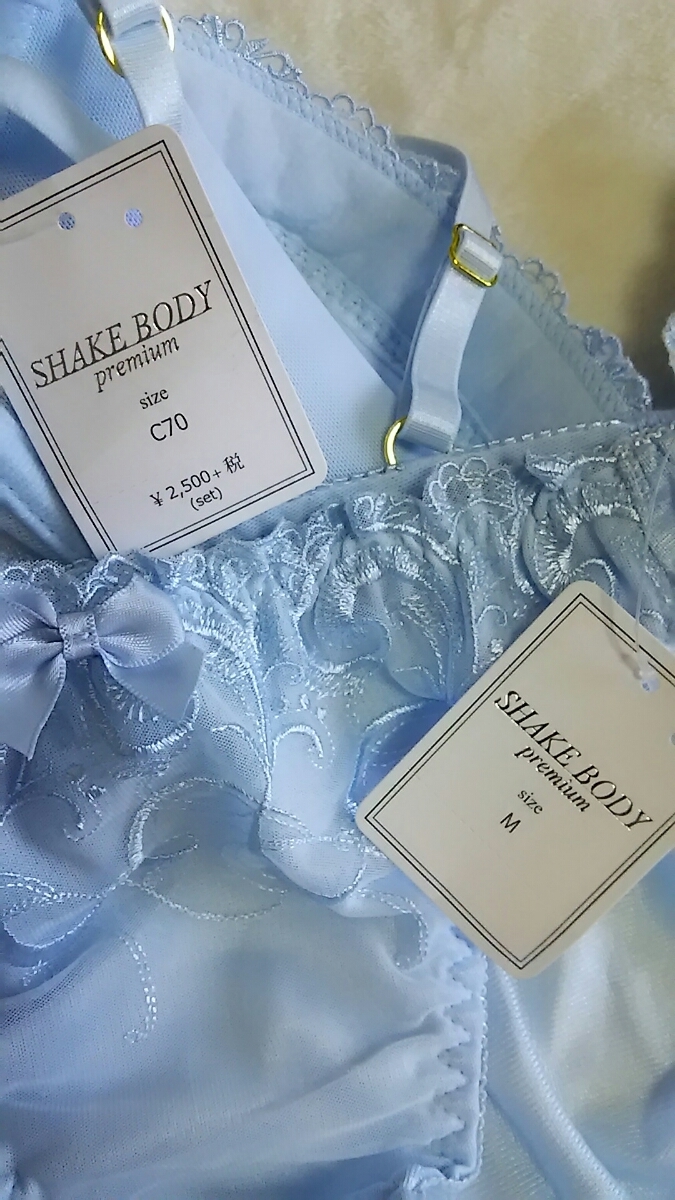 SHAKE BODY
premium
size
C70
¥ 2,500+税
(set)
SHAKE BODY
premium
size
M